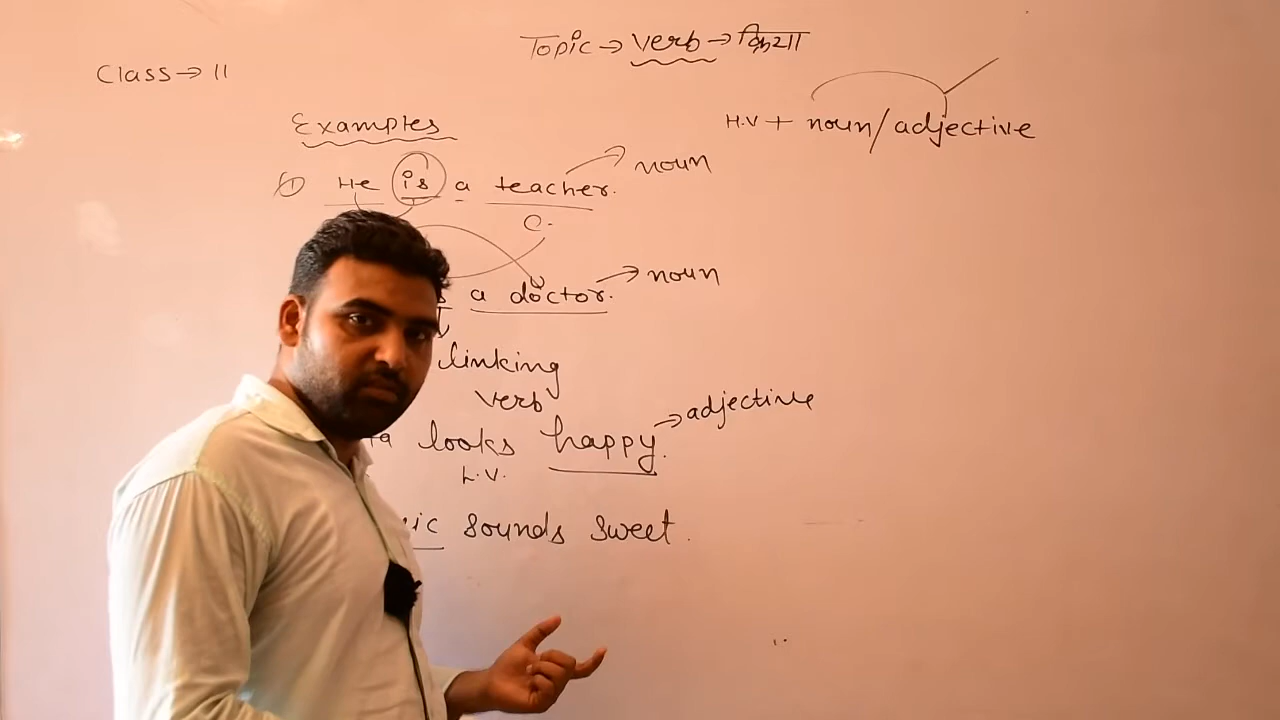 Topic → verb → क्रिया
Class → 11
H.V + noun/adjective
Examples
① He is a teacher. → noun
C.
a doctor. → noun
linking
verb
looks happy. → adjective
L.V.
sounds sweet.